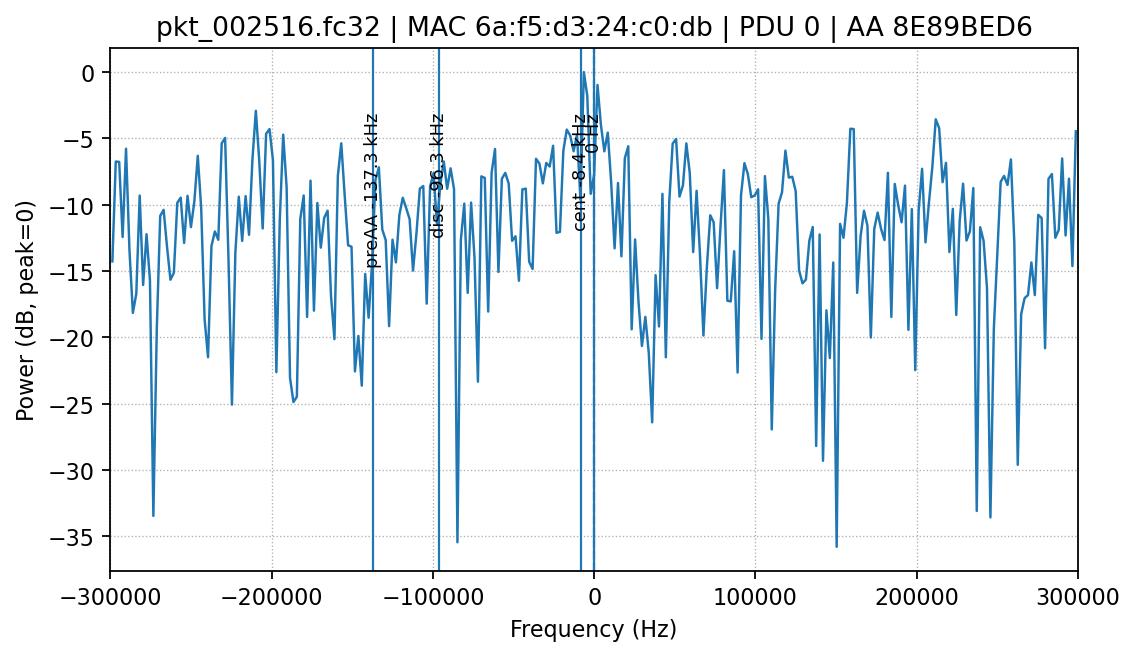 pkt_002516.fc32 | MAC 6a:f5:d3:24:c0:db | PDU 0 | AA 8E89BED6
Power (dB, peak=0)
0
−5
−10
−15
−20
−25
−30
−35
preAA -137.3 kHz
disc -96.3 kHz
cent -8.4 kHz
0 Hz
−300000
−200000
−100000
0
100000
200000
300000
Frequency (Hz)